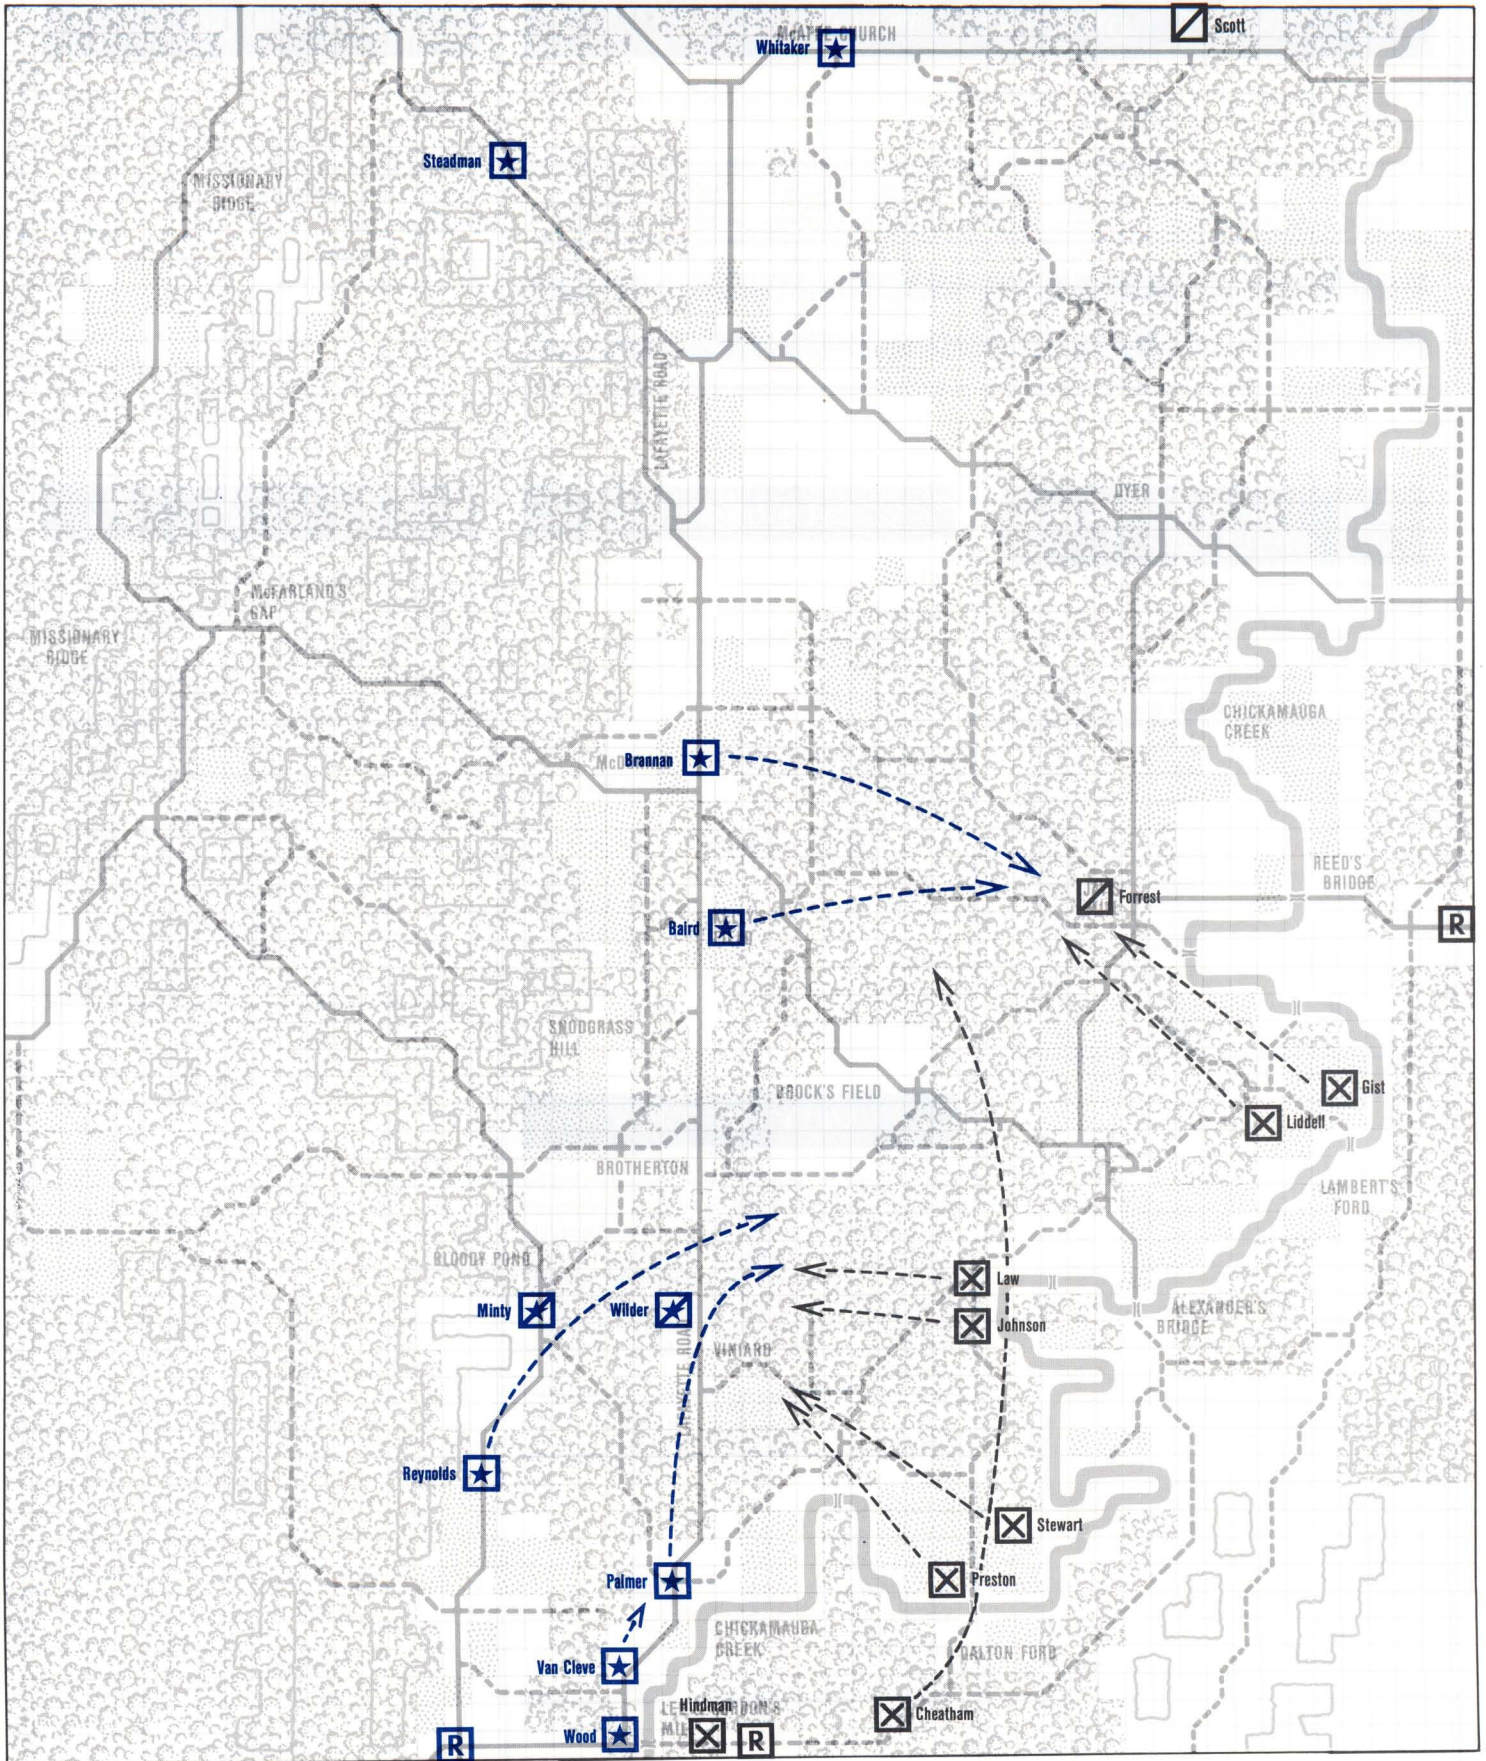 McAFEE CHURCH
Scott
Whitaker
Steadman
MISSIONARY
RIDGE
LAFAYETTE ROAD
DYER
McFARLAND'S
GAP
MISSIONARY
RIDGE
CHICKAMAUGA
CREEK
Brannan
REED'S
BRIDGE
Forrest
Baird
R
SNODGRASS
HILL
BROCK'S FIELD
Gist
Liddell
BROTHERTON
LAMBERT'S
FORD
BLOODY POND
Law
Minty
Wilder
Johnson
ALEXANDER'S
BRIDGE
VINIARD
LAFAYETTE ROAD
Reynolds
Stewart
Palmer
Preston
CHICKAMAUGA
CREEK
DALTON FORD
Van Cleve
Hindman
Cheatham
Wood
R
R